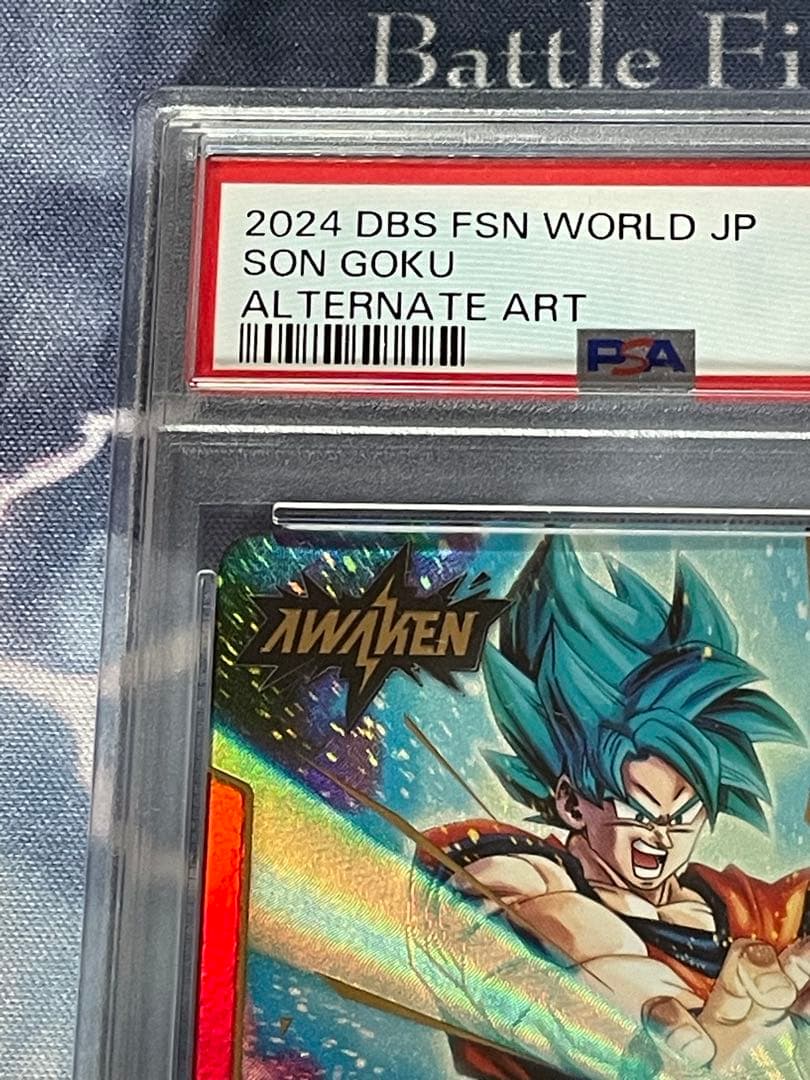 Battle Fi
2024 DBS FSN WORLD JP
SON GOKU
ALTERNATE ART
PSA
AWAKEN